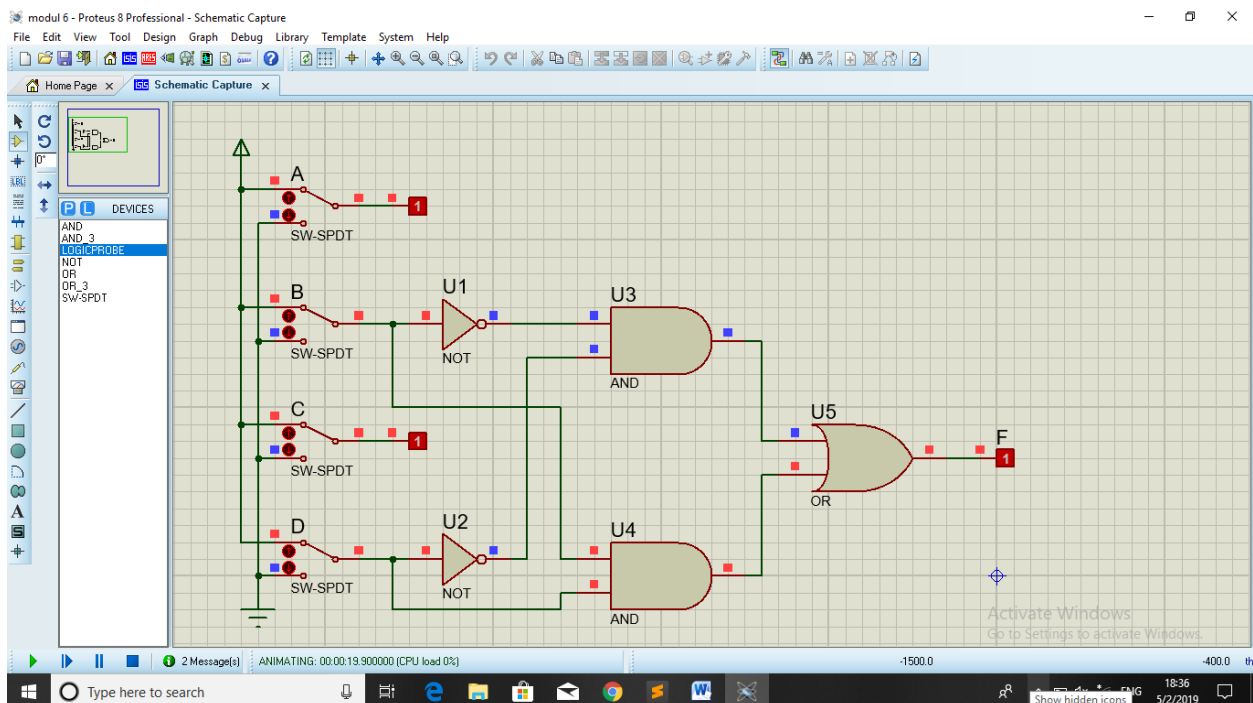 modul 6 - Proteus 8 Professional - Schematic Capture
File Edit View Tool Design Graph Debug Library Template System Help
Home Page
Schematic Capture
0°
LBL
P L DEVICES
AND
AND_3
LOGICPROBE
NOT
OR
OR_3
SW-SPDT
A
1
SW-SPDT
B
SW-SPDT
U1
NOT
U3
AND
C
1
SW-SPDT
U5
OR
F
1
D
SW-SPDT
U2
NOT
U4
AND
Activate Windows
Go to Settings to activate Windows.
2 Message(s)
ANIMATING: 00:00:19.900000 (CPU load 0%)
-1500.0
-400.0
th
Type here to search
ENG
18:36
5/2/2019
Show hidden icons